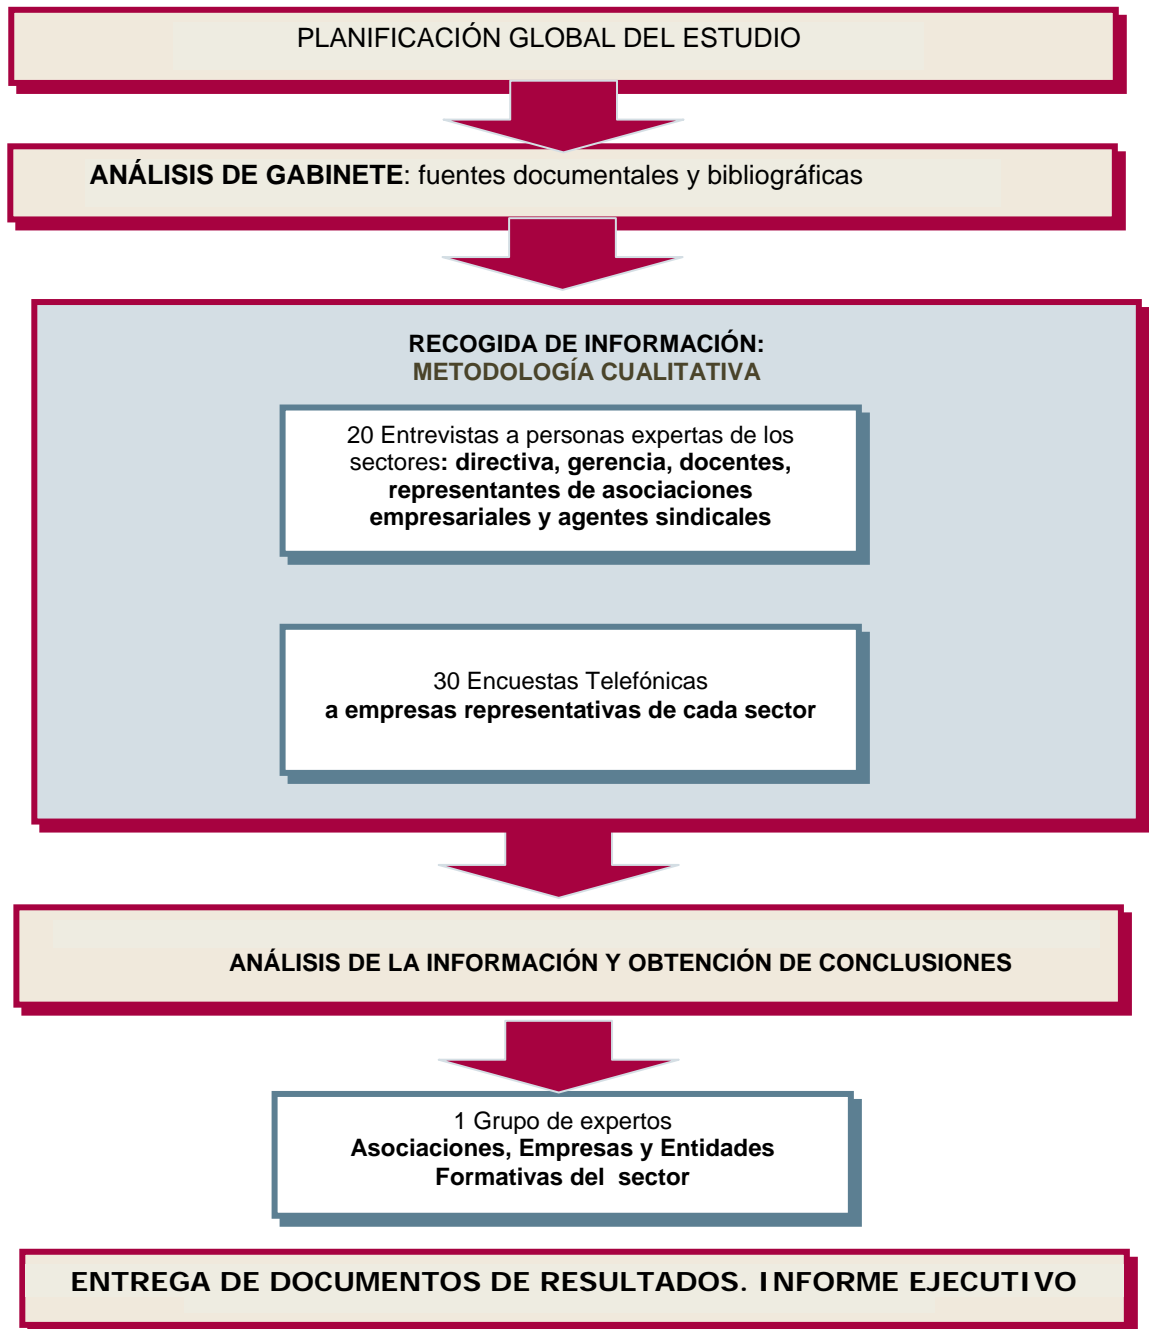 PLANIFICACIÓN GLOBAL DEL ESTUDIO
ANÁLISIS DE GABINETE: fuentes documentales y bibliográficas
RECOGIDA DE INFORMACIÓN:
METODOLOGÍA CUALITATIVA
20 Entrevistas a personas expertas de los
sectores: directiva, gerencia, docentes,
representantes de asociaciones
empresariales y agentes sindicales
30 Encuestas Telefónicas
a empresas representativas de cada sector
ANÁLISIS DE LA INFORMACIÓN Y OBTENCIÓN DE CONCLUSIONES
1 Grupo de expertos
Asociaciones, Empresas y Entidades
Formativas del sector
ENTREGA DE DOCUMENTOS DE RESULTADOS. INFORME EJECUTIVO